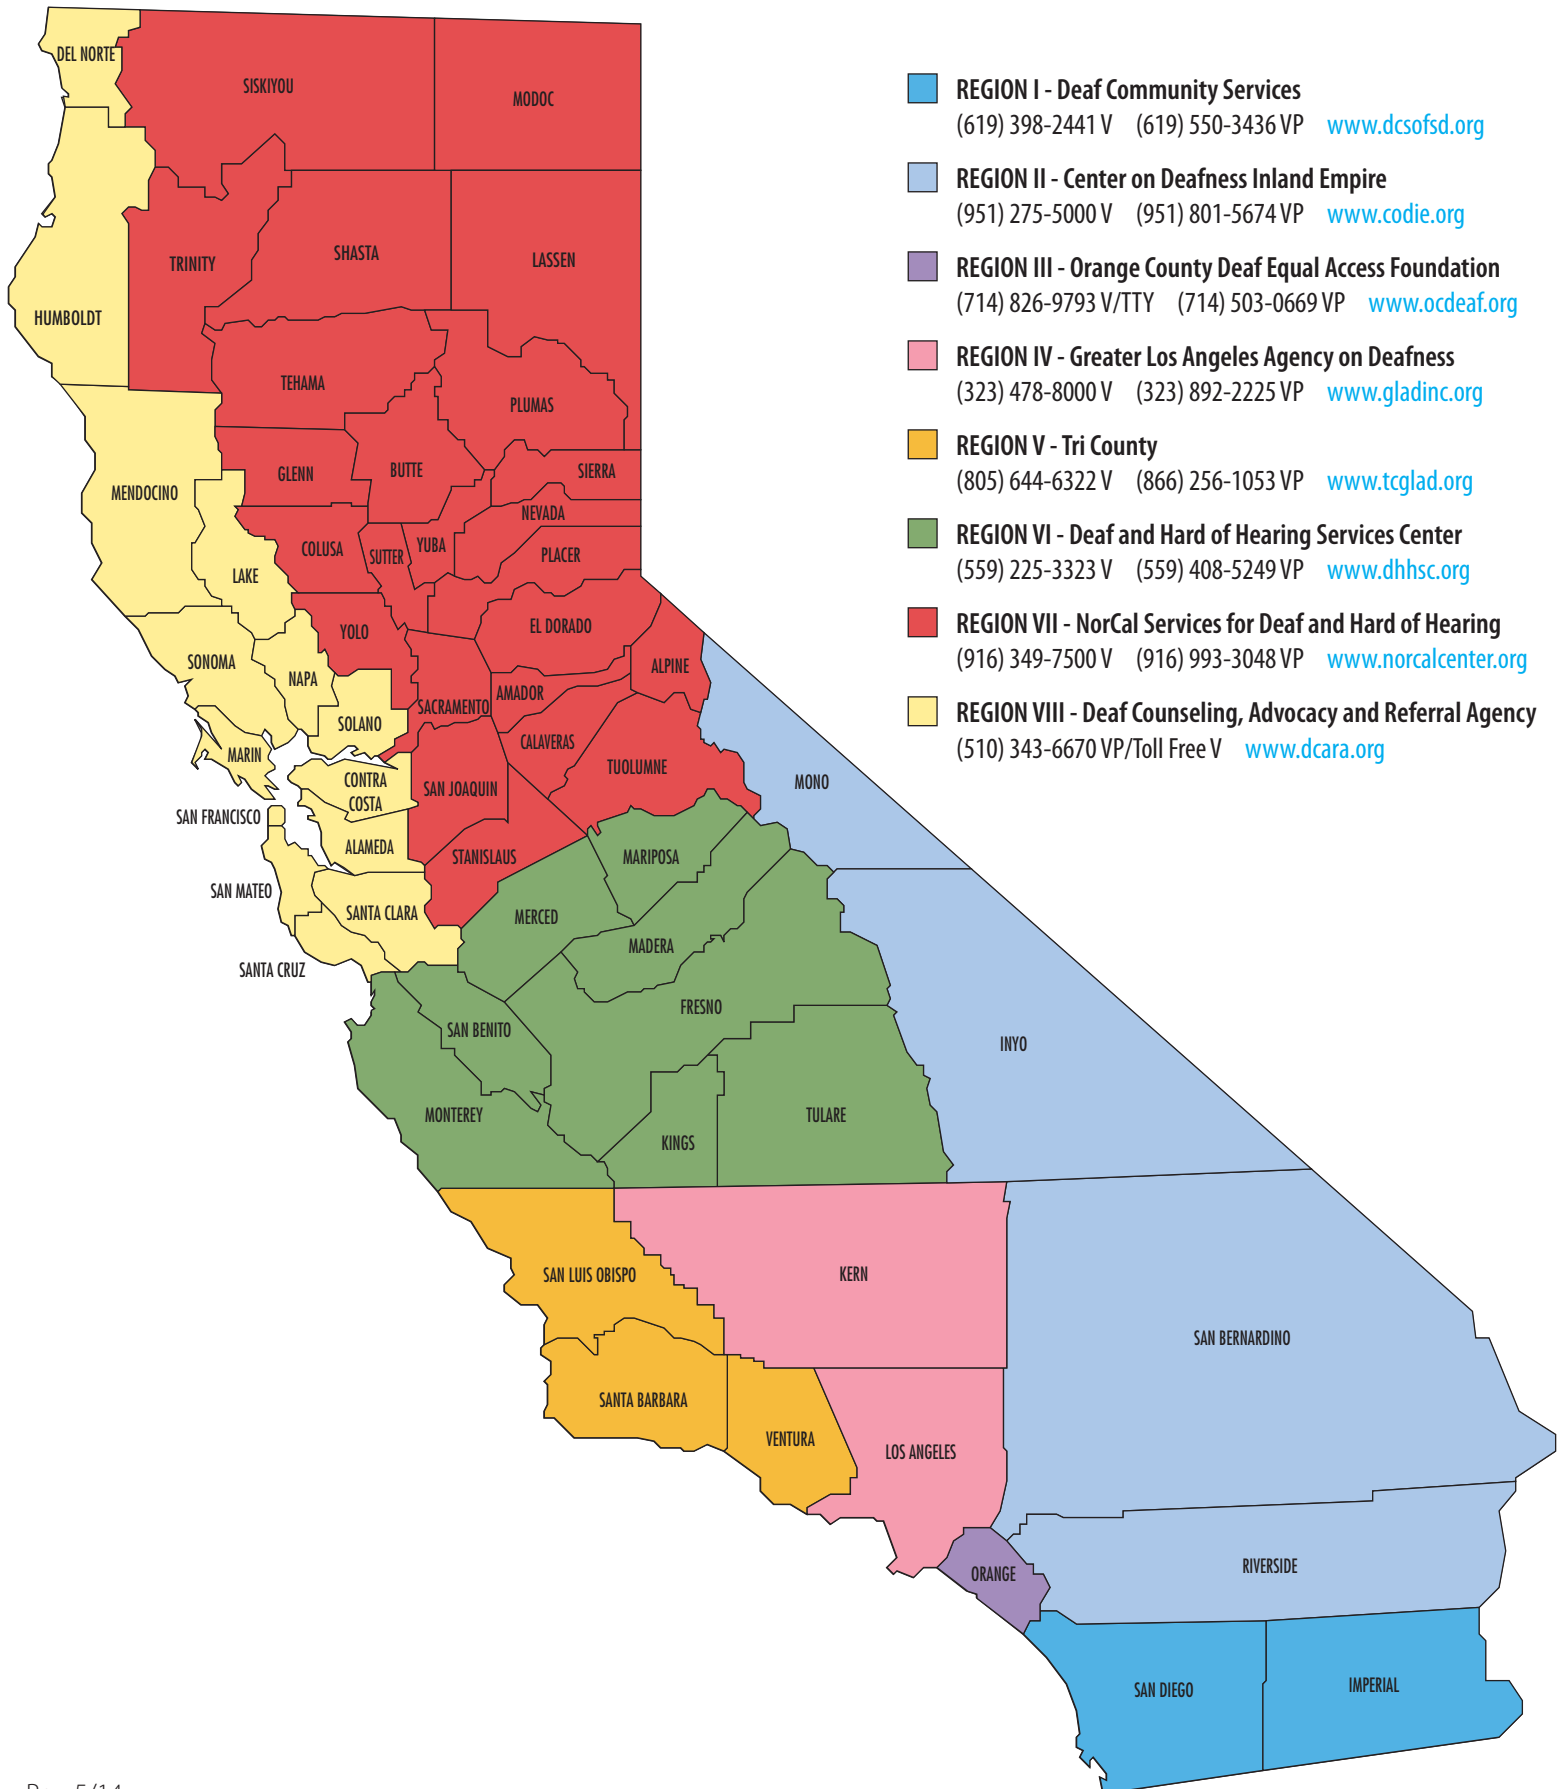 REGION I - Deaf Community Services
(619) 398-2441 V (619) 550-3436 VP www.dcsofsd.org
REGION II - Center on Deafness Inland Empire
(951) 275-5000 V (951) 801-5674 VP www.codie.org
REGION III - Orange County Deaf Equal Access Foundation
(714) 826-9793 V/TTY (714) 503-0669 VP www.ocdeaf.org
REGION IV - Greater Los Angeles Agency on Deafness
(323) 478-8000 V (323) 892-2225 VP www.gladinc.org
REGION V - Tri County
(805) 644-6322 V (866) 256-1053 VP www.tcglad.org
REGION VI - Deaf and Hard of Hearing Services Center
(559) 225-3323 V (559) 408-5249 VP www.dhhsc.org
REGION VII - NorCal Services for Deaf and Hard of Hearing
(916) 349-7500 V (916) 993-3048 VP www.norcalcenter.org
REGION VIII - Deaf Counseling, Advocacy and Referral Agency
(510) 343-6670 VP/Toll Free V www.dcara.org
DEL NORTE
SISKIYOU
MODOC
HUMBOLDT
TRINITY
SHASTA
LASSEN
TEHAMA
PLUMAS
MENDOCINO
GLENN
BUTTE
SIERRA
NEVADA
COLUSA
SUTTER
YUBA
PLACER
LAKE
YOLO
EL DORADO
SONOMA
NAPA
ALPINE
SOLANO
SACRAMENTO
AMADOR
MARIN
CALAVERAS
TUOLUMNE
MONO
CONTRA
COSTA
SAN JOAQUIN
SAN FRANCISCO
ALAMEDA
STANISLAUS
MARIPOSA
SAN MATEO
SANTA CLARA
MERCED
MADERA
SANTA CRUZ
FRESNO
SAN BENITO
INYO
MONTEREY
KINGS
TULARE
SAN LUIS OBISPO
KERN
SAN BERNARDINO
SANTA BARBARA
VENTURA
LOS ANGELES
ORANGE
RIVERSIDE
SAN DIEGO
IMPERIAL